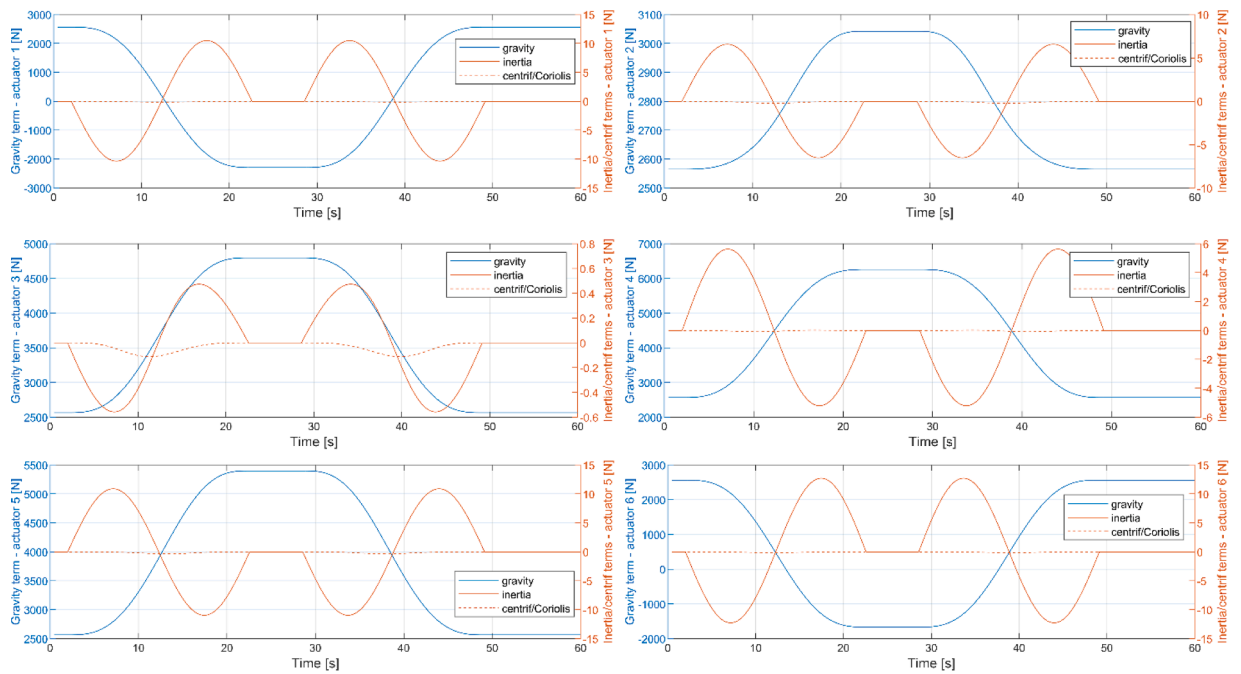 Gravity term - actuator 1 [N]
3000
2000
1000
0
-1000
-2000
-3000
gravity
inertia
centrif/Coriolis
15
10
5
0
-5
-10
-15
Inertia/centrif terms - actuator 1 [N]
0 10 20 30 40 50 60
Time [s]
Gravity term - actuator 2 [N]
3100
3000
2900
2800
2700
2600
2500
gravity
inertia
centrif/Coriolis
10
5
0
-5
-10
Inertia/centrif terms - actuator 2 [N]
0 10 20 30 40 50 60
Time [s]
Gravity term - actuator 3 [N]
5000
4500
4000
3500
3000
2500
gravity
inertia
centrif/Coriolis
0.8
0.6
0.4
0.2
0
-0.2
-0.4
-0.6
Inertia/centrif terms - actuator 3 [N]
0 10 20 30 40 50 60
Time [s]
Gravity term - actuator 4 [N]
7000
6000
5000
4000
3000
2000
gravity
inertia
centrif/Coriolis
6
4
2
0
-2
-4
-6
Inertia/centrif terms - actuator 4 [N]
0 10 20 30 40 50 60
Time [s]
Gravity term - actuator 5 [N]
5500
5000
4500
4000
3500
3000
2500
gravity
inertia
centrif/Coriolis
15
10
5
0
-5
-10
-15
Inertia/centrif terms - actuator 5 [N]
0 10 20 30 40 50 60
Time [s]
Gravity term - actuator 6 [N]
3000
2000
1000
0
-1000
-2000
gravity
inertia
centrif/Coriolis
15
10
5
0
-5
-10
-15
Inertia/centrif terms - actuator 6 [N]
0 10 20 30 40 50 60
Time [s]